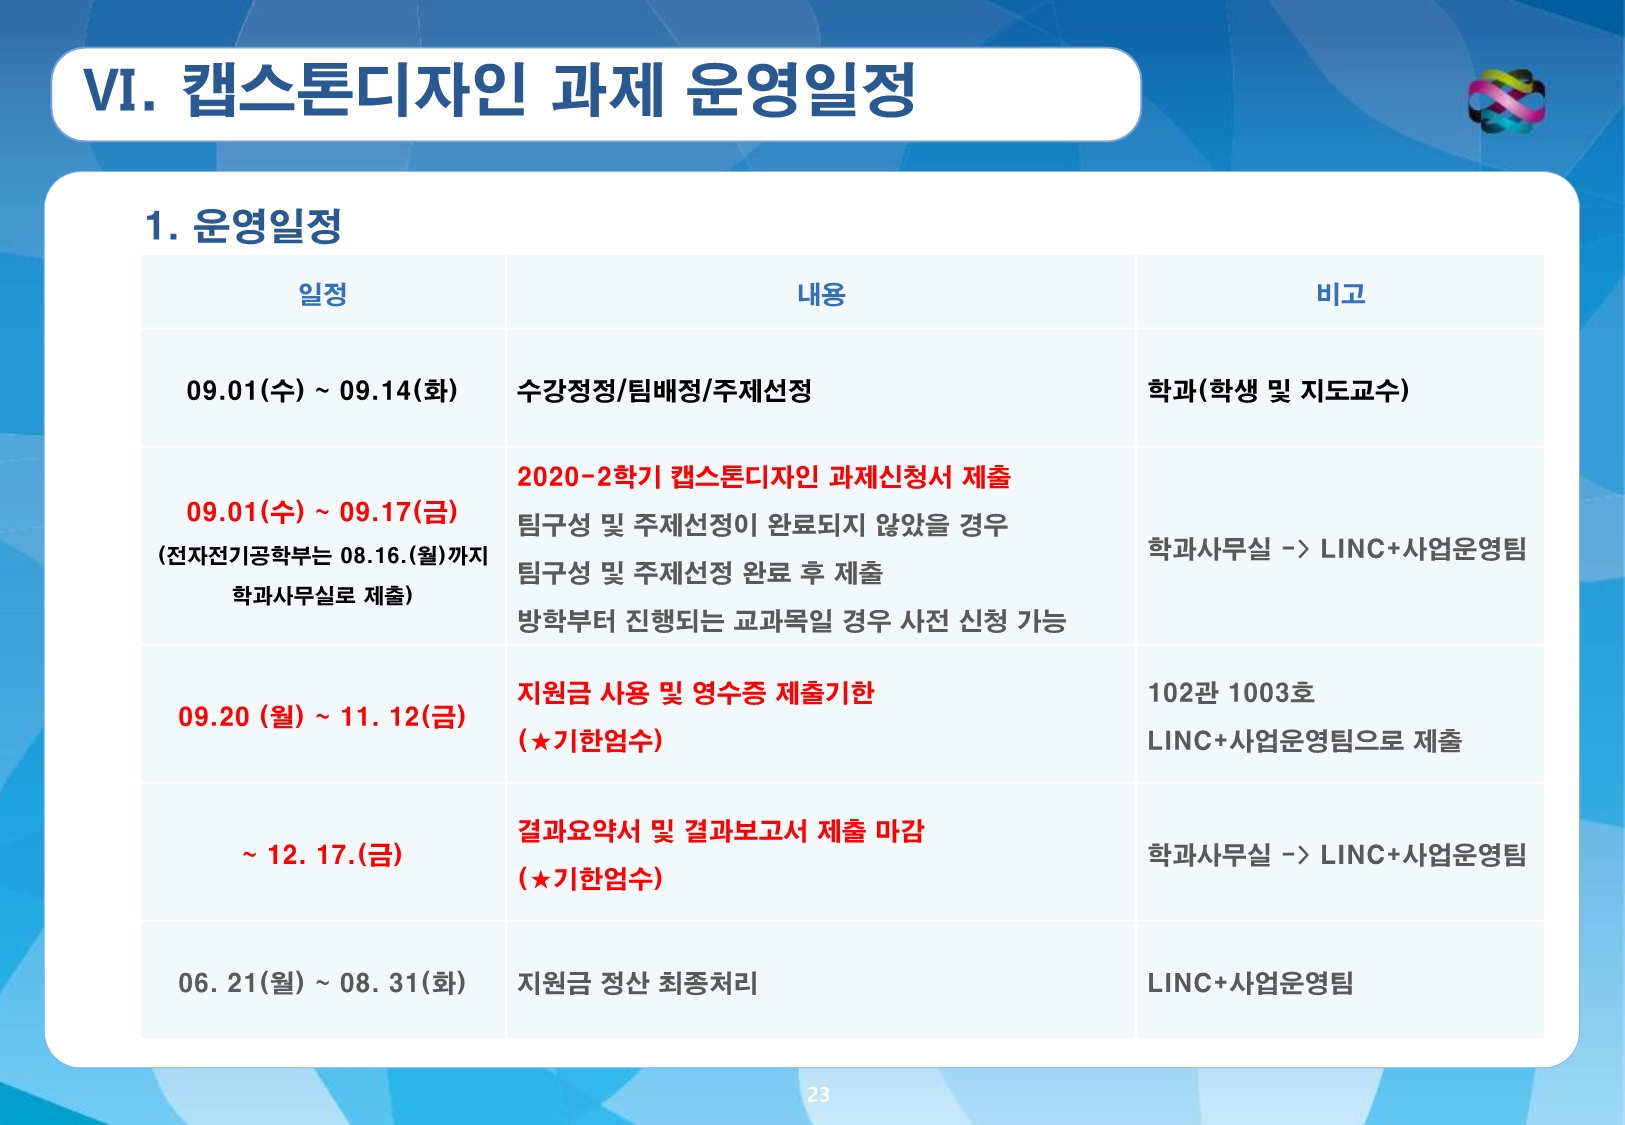 VI. 캡스톤디자인 과제 운영일정
1. 운영일정
일정 내용 비고
09.01(수) ~ 09.14(화) 수강정정/팀배정/주제선정 학과(학생 및 지도교수)
09.01(수) ~ 09.17(금)
(전자전기공학부는 08.16.(월)까지
학과사무실로 제출)
2020-2학기 캡스톤디자인 과제신청서 제출
팀구성 및 주제선정이 완료되지 않았을 경우
팀구성 및 주제선정 완료 후 제출
방학부터 진행되는 교과목일 경우 사전 신청 가능
학과사무실 -> LINC+사업운영팀
09.20 (월) ~ 11. 12(금)
지원금 사용 및 영수증 제출기한
(★기한엄수)
102관 1003호
LINC+사업운영팀으로 제출
~ 12. 17.(금)
결과요약서 및 결과보고서 제출 마감
(★기한엄수)
학과사무실 -> LINC+사업운영팀
06. 21(월) ~ 08. 31(화) 지원금 정산 최종처리 LINC+사업운영팀
23